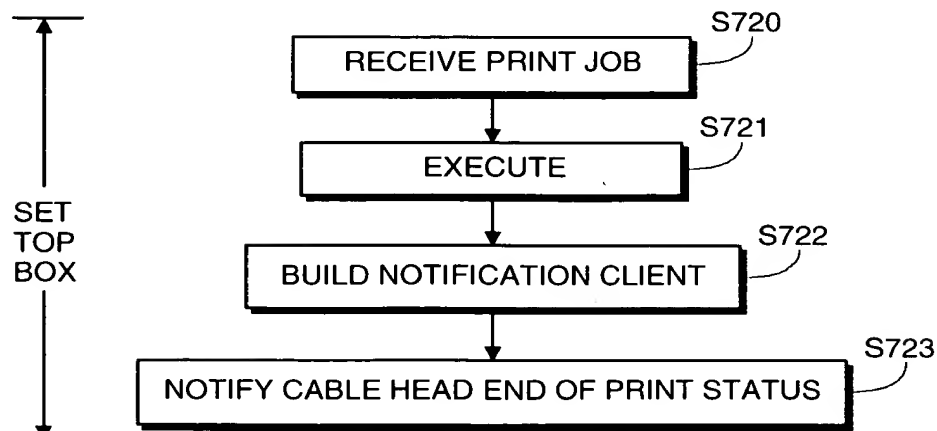 S720
RECEIVE PRINT JOB
S721
EXECUTE
SET
TOP
BOX
S722
BUILD NOTIFICATION CLIENT
S723
NOTIFY CABLE HEAD END OF PRINT STATUS